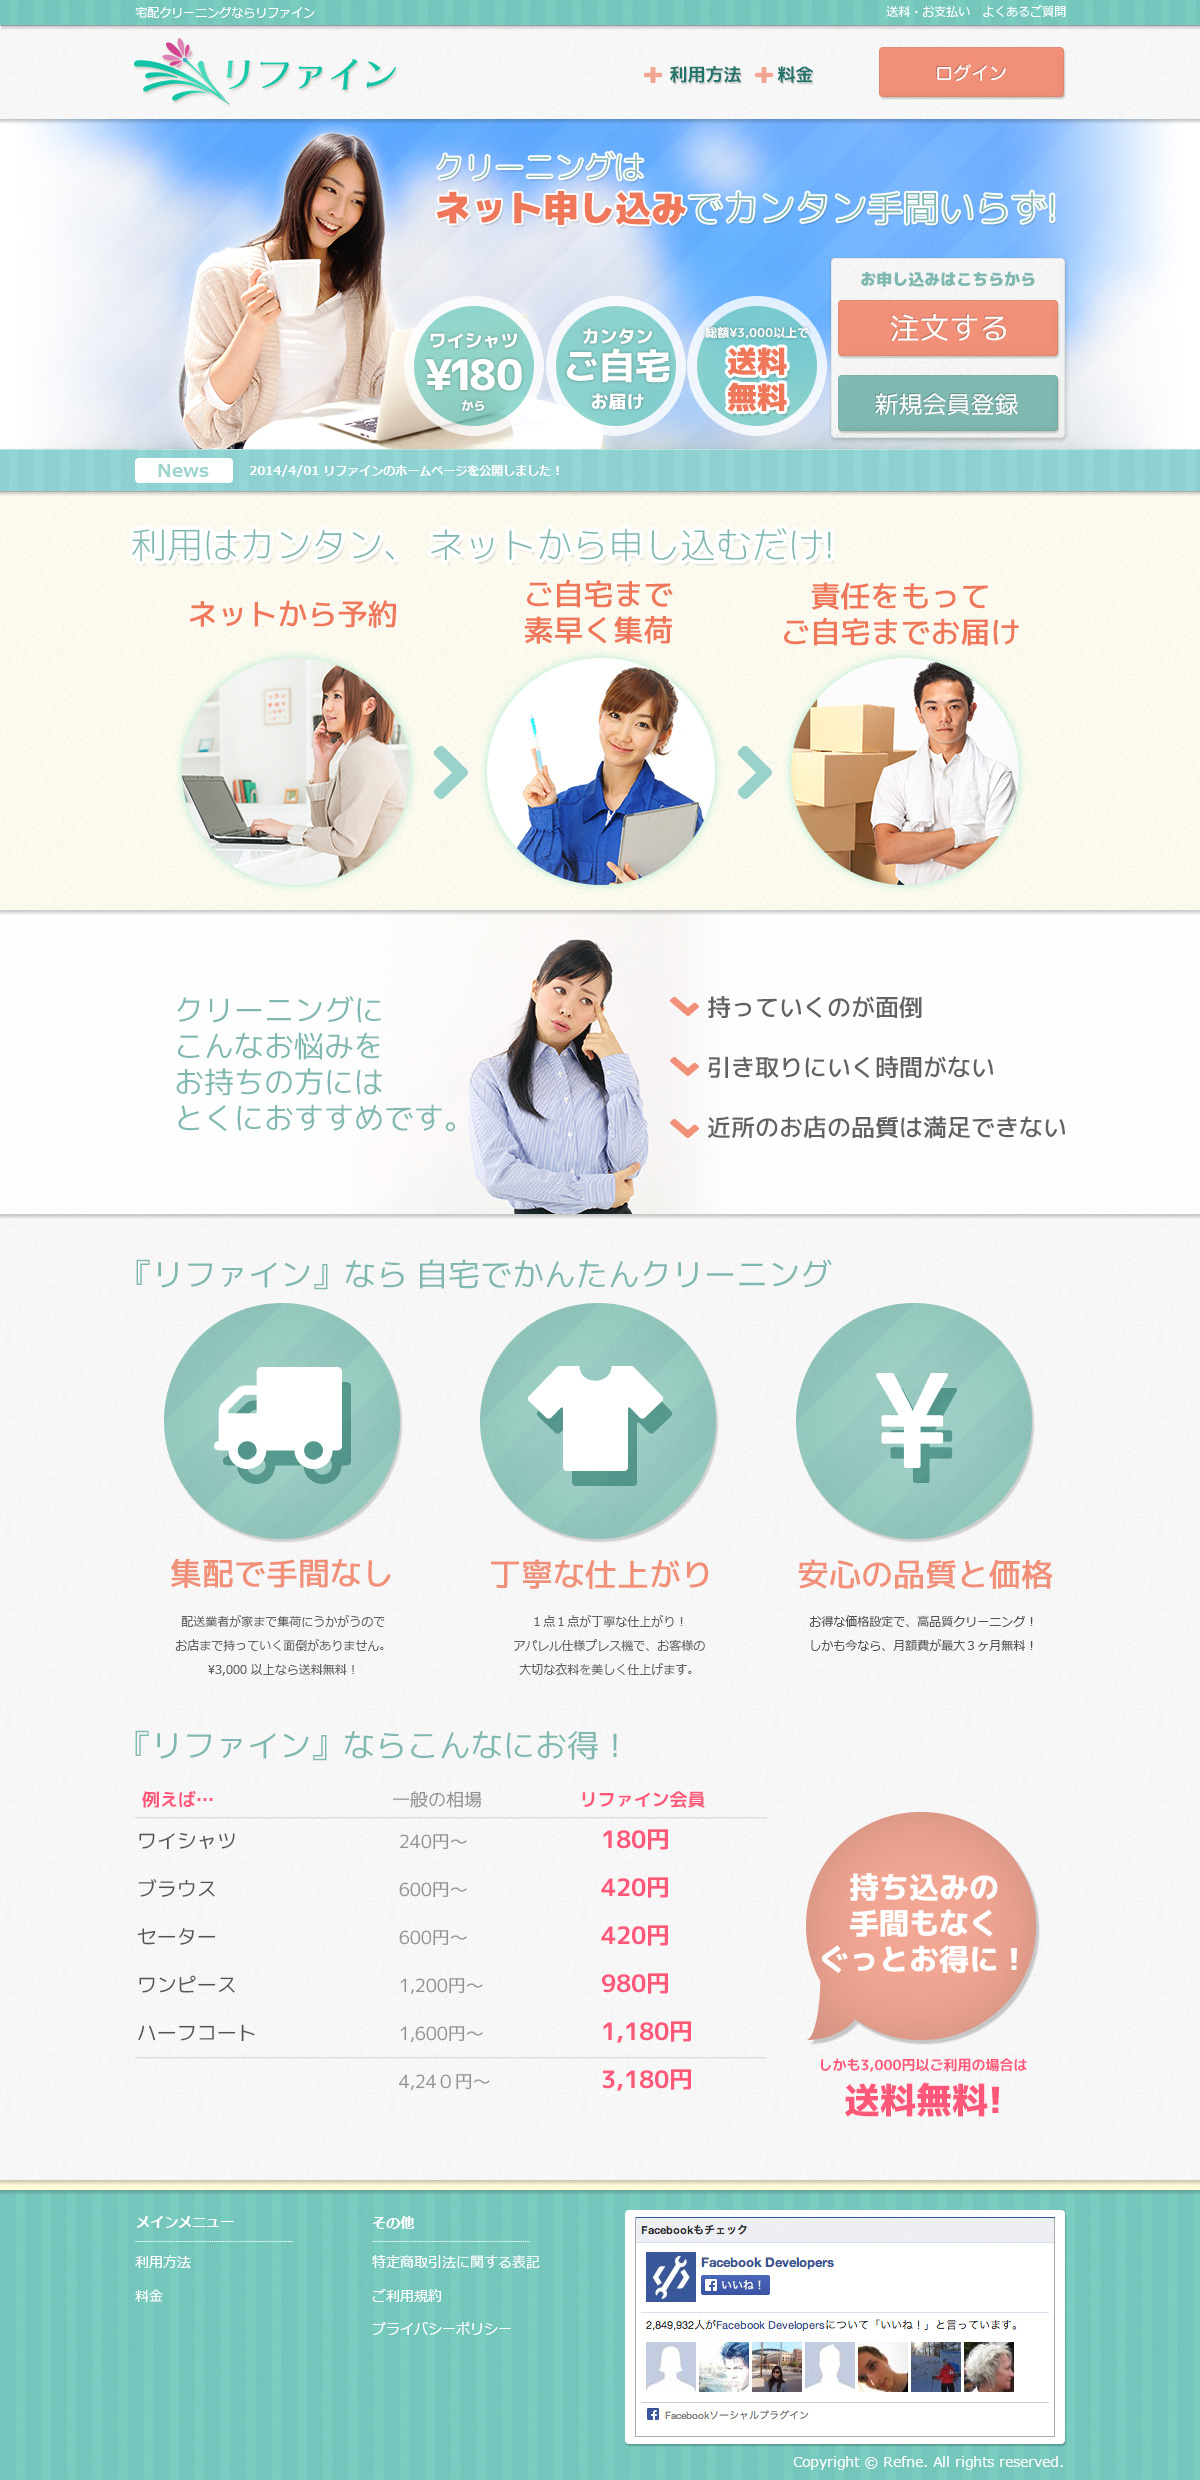 宅配クリーニングならリファイン
送料・お支払い　よくあるご質問
リファイン
利用方法
料金
ログイン
クリーニングは
ネット申し込みでカンタン手間いらず!
ワイシャツ
¥180
から
カンタン
ご自宅
お届け
総額¥3,000以上で
送料
無料
お申し込みはこちらから
注文する
新規会員登録
News
2014/4/01 リファインのホームページを公開しました！
利用はカンタン、 ネットから申し込むだけ!
ネットから予約
ご自宅まで
素早く集荷
責任をもって
ご自宅までお届け
クリーニングに
こんなお悩みを
お持ちの方には
とくにおすすめです。
持っていくのが面倒
引き取りにいく時間がない
近所のお店の品質は満足できない
『リファイン』なら 自宅でかんたんクリーニング
¥
集配で手間なし
配送業者が家まで集荷にうかがうので
お店まで持っていく面倒がありません。
¥3,000 以上なら送料無料！
丁寧な仕上がり
１点１点が丁寧な仕上がり！
アパレル仕様プレス機で、お客様の
大切な衣料を美しく仕上げます。
安心の品質と価格
お得な価格設定で、高品質クリーニング！
しかも今なら、月額費が最大３ヶ月無料！
『リファイン』ならこんなにお得！
例えば… 一般の相場 リファイン会員
ワイシャツ 240円〜 180円
ブラウス 600円〜 420円
セーター 600円〜 420円
ワンピース 1,200円〜 980円
ハーフコート 1,600円〜 1,180円
4,24０円〜 3,180円
持ち込みの
手間もなく
ぐっとお得に！
しかも3,000円以ご利用の場合は
送料無料!
メインメニュー
利用方法
料金
その他
特定商取引法に関する表記
ご利用規約
プライバシーポリシー
Facebookもチェック
Facebook Developers
いいね！
2,849,932人がFacebook Developersについて「いいね！」と言っています。
Facebookソーシャルプラグイン
Copyright © Refne. All rights reserved.